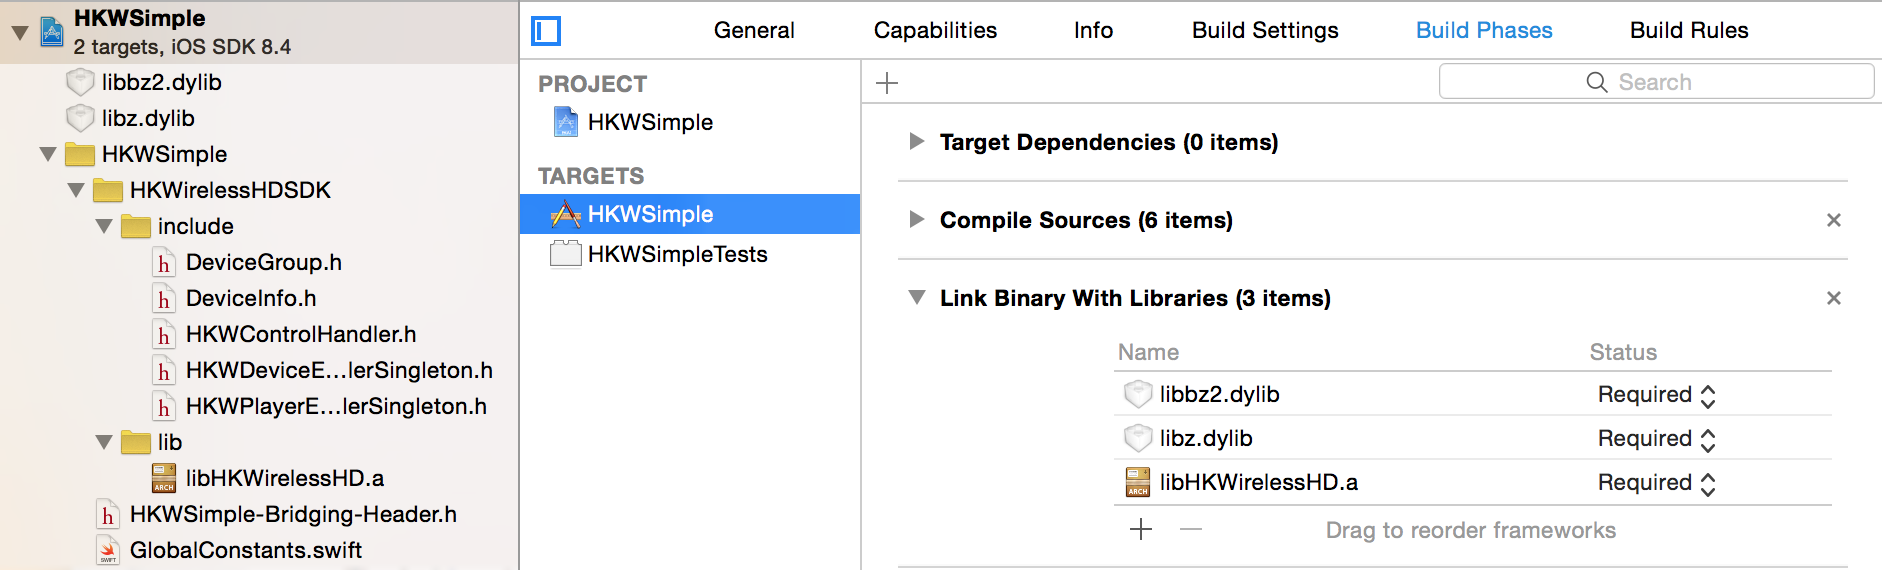 HKWSimple
2 targets, iOS SDK 8.4
libbz2.dylib
libz.dylib
HKWSimple
HKWirelessHDSDK
include
h DeviceGroup.h
h DeviceInfo.h
h HKWControlHandler.h
h HKWDeviceE...lerSingleton.h
h HKWPlayerE...lerSingleton.h
lib
ARCH libHKWirelessHD.a
h HKWSimple-Bridging-Header.h
SWIFT GlobalConstants.swift
General Capabilities Info Build Settings Build Phases Build Rules
PROJECT
HKWSimple
TARGETS
HKWSimple
HKWSimpleTests
Search
Target Dependencies (0 items)
Compile Sources (6 items)
Link Binary With Libraries (3 items)
Name Status
libbz2.dylib Required
libz.dylib Required
ARCH libHKWirelessHD.a Required
Drag to reorder frameworks